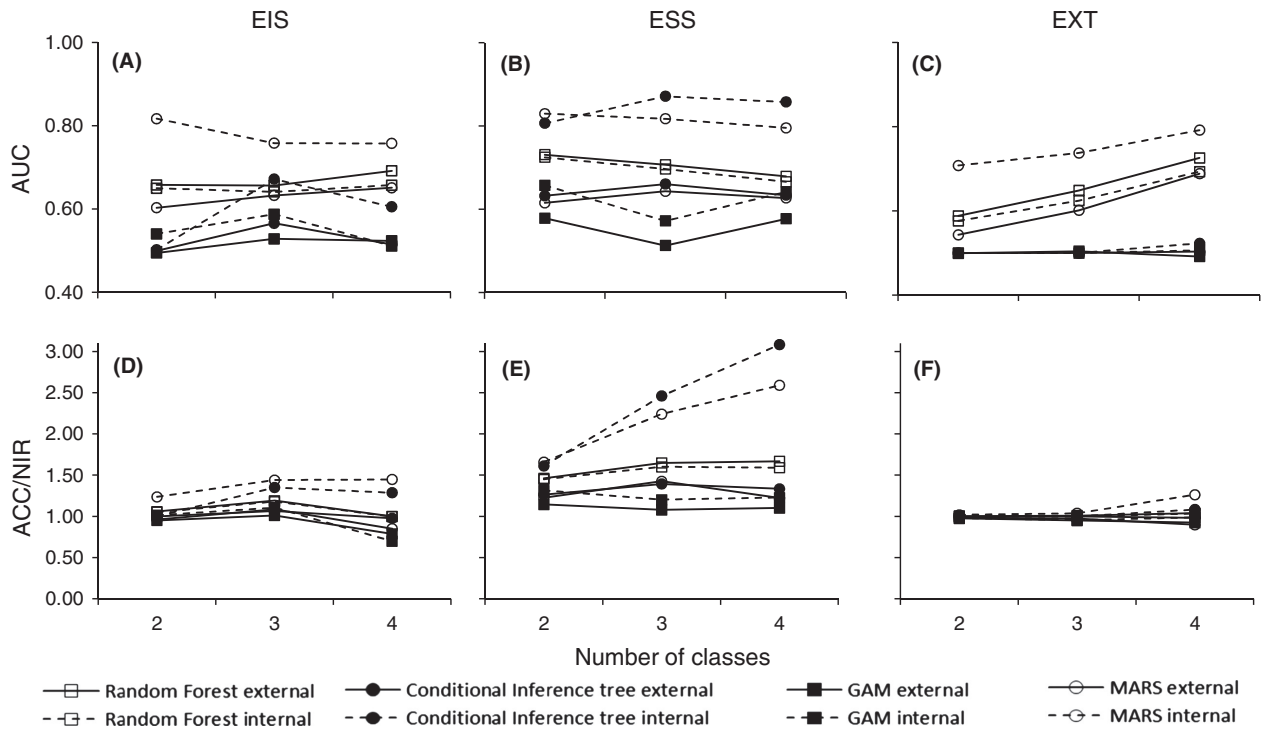 EIS ESS EXT
AUC
1.00
0.80
0.60
0.40
(A) (B) (C)
ACC/NIR
3.00
2.50
2.00
1.50
1.00
0.50
0.00
(D) (E) (F)
2 3 4 2 3 4 2 3 4
Number of classes
Random Forest external Conditional Inference tree external GAM external MARS external
Random Forest internal Conditional Inference tree internal GAM internal MARS internal